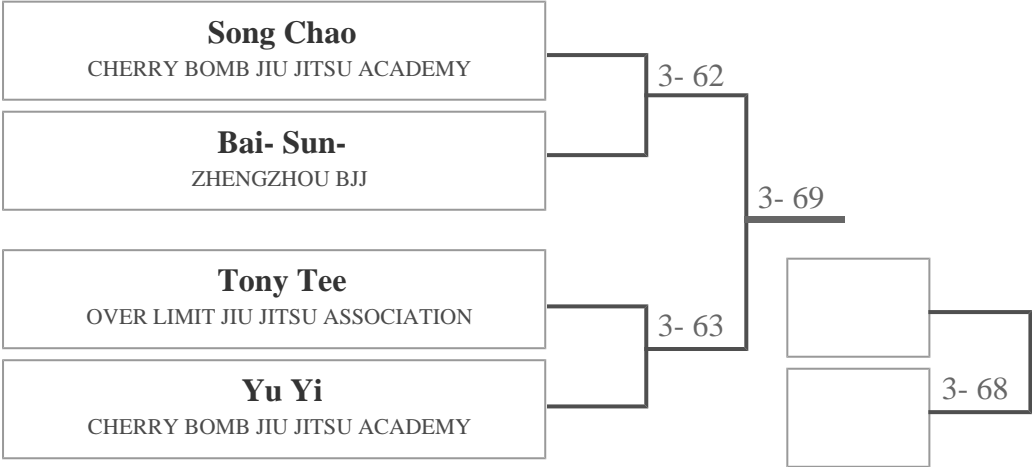 Song Chao
CHERRY BOMB JIU JITSU ACADEMY
3- 62
Bai- Sun-
ZHENGZHOU BJJ
3- 69
Tony Tee
OVER LIMIT JIU JITSU ASSOCIATION
3- 63
Yu Yi
CHERRY BOMB JIU JITSU ACADEMY
3- 68